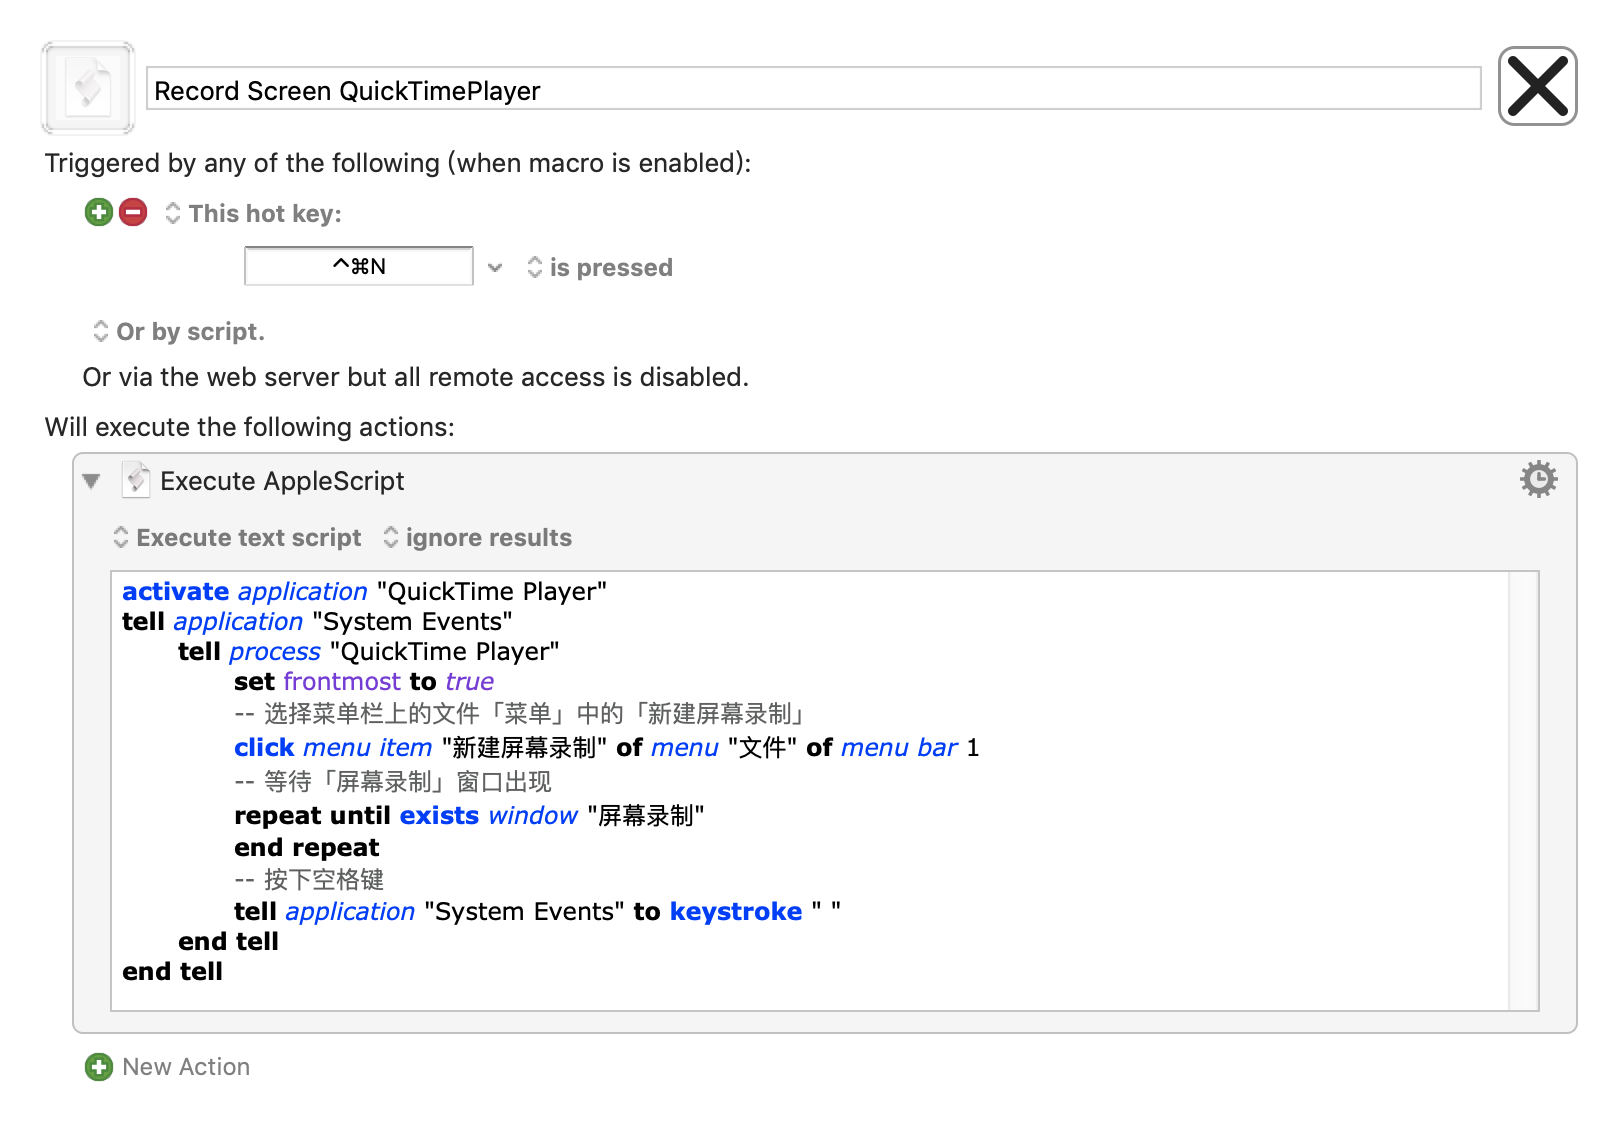 Record Screen QuickTimePlayer
Triggered by any of the following (when macro is enabled):
This hot key:
^⌘N
is pressed
Or by script.
Or via the web server but all remote access is disabled.
Will execute the following actions:
Execute AppleScript
Execute text script ignore results
activate application "QuickTime Player"
tell application "System Events"
tell process "QuickTime Player"
set frontmost to true
-- 选择菜单栏上的文件「菜单」中的「新建屏幕录制」
click menu item "新建屏幕录制" of menu "文件" of menu bar 1
-- 等待「屏幕录制」窗口出现
repeat until exists window "屏幕录制"
end repeat
-- 按下空格键
tell application "System Events" to keystroke " "
end tell
end tell
New Action